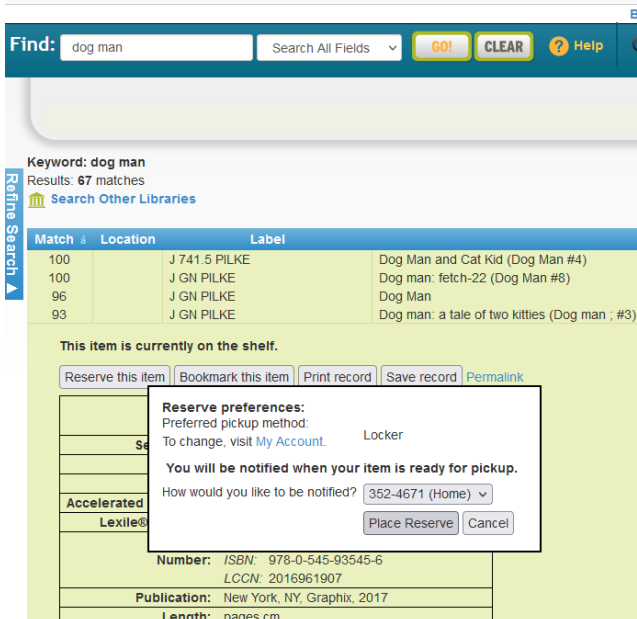 B
Find: dog man Search All Fields GO! CLEAR ? Help
Keyword: dog man
Results: 67 matches
Search Other Libraries
Refine Search
Match á Location Label
100 J 741.5 PILKE Dog Man and Cat Kid (Dog Man #4)
100 J GN PILKE Dog man: fetch-22 (Dog Man #8)
96 J GN PILKE Dog Man
93 J GN PILKE Dog man: a tale of two kitties (Dog man ; #3)
This item is currently on the shelf.
Reserve this item Bookmark this item Print record Save record Permalink
Reserve preferences:
Preferred pickup method:
Locker
To change, visit My Account.
You will be notified when your item is ready for pickup.
How would you like to be notified? 352-4671 (Home)
Place Reserve Cancel
Se
Accelerated
Lexile®
Number: ISBN: 978-0-545-93545-6
LCCN: 2016961907
Publication: New York, NY, Graphix, 2017
Length: pages cm